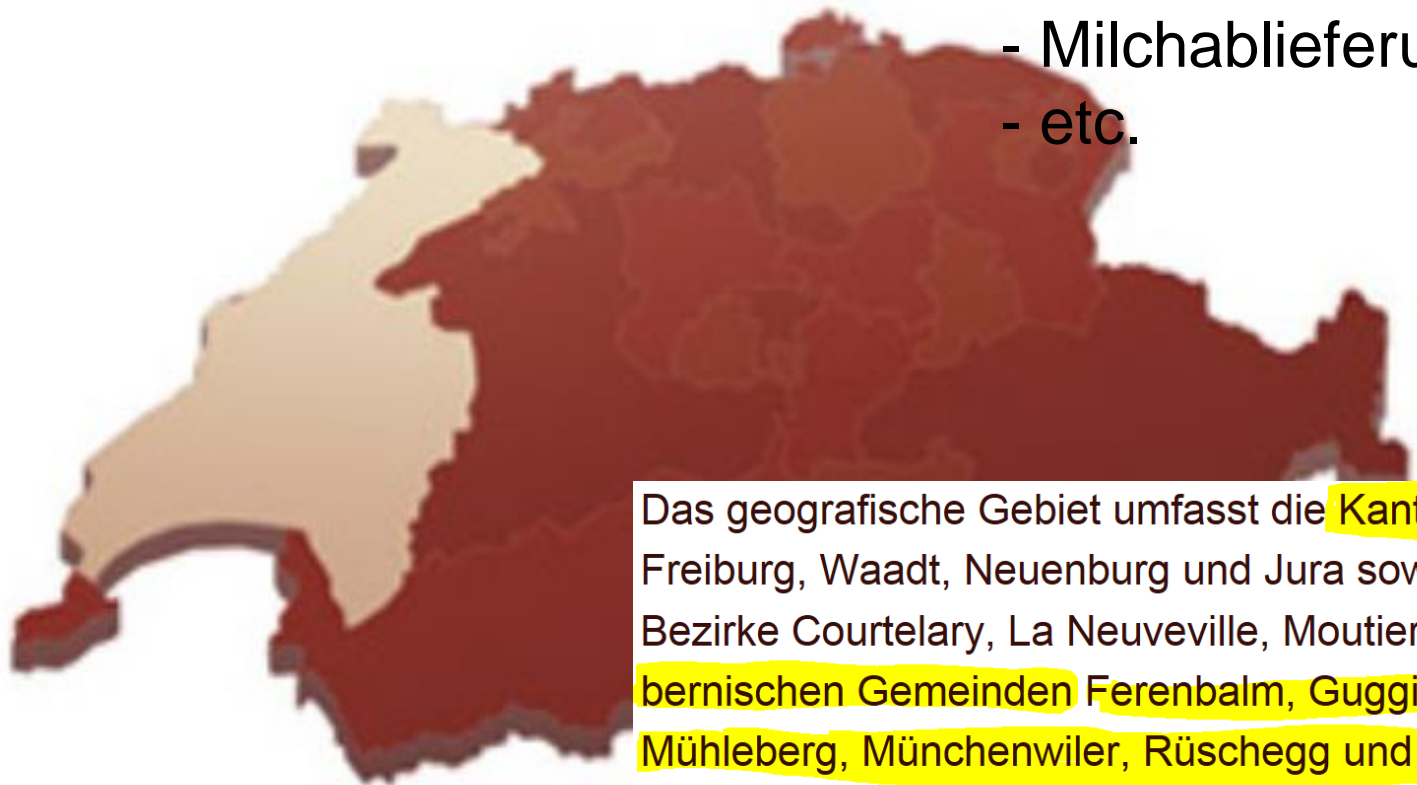 - Milchablieferu
- etc.
Das geografische Gebiet umfasst die Kant
Freiburg, Waadt, Neuenburg und Jura sow
Bezirke Courtelary, La Neuveville, Moutier
bernischen Gemeinden Ferenbalm, Guggi
Mühleberg, Münchenwiler, Rüschegg und